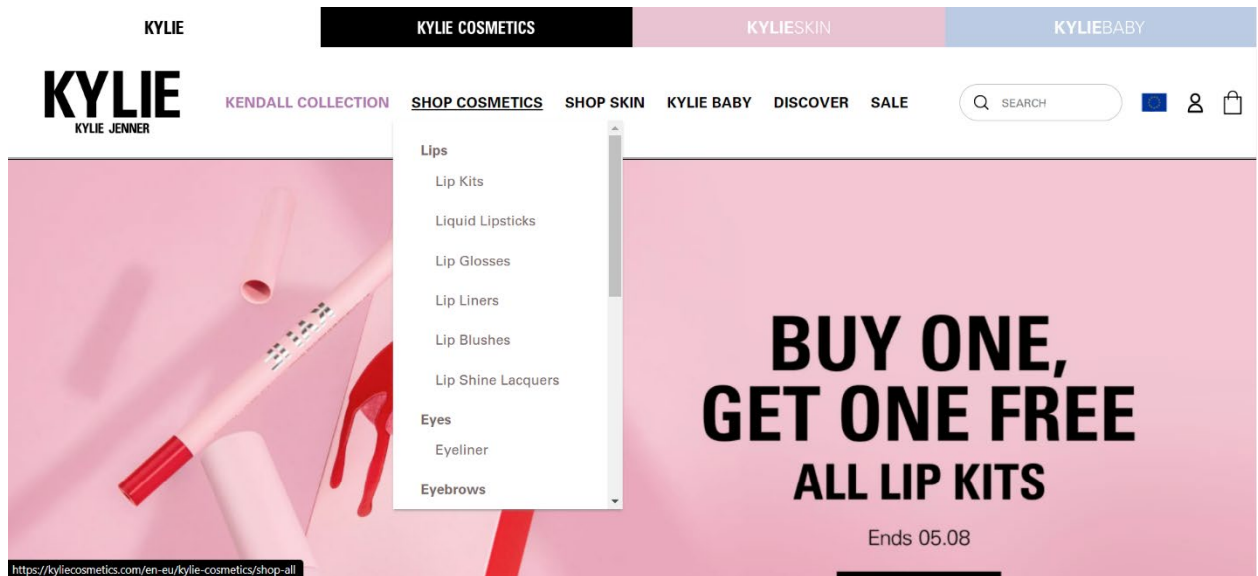 KYLIE
KYLIE COSMETICS
KYLIESKIN
KYLIEBABY
KYLIE
KYLIE JENNER
KENDALL COLLECTION
SHOP COSMETICS
SHOP SKIN
KYLIE BABY
DISCOVER
SALE
SEARCH
Lips
Lip Kits
Liquid Lipsticks
Lip Glosses
Lip Liners
Lip Blushes
Lip Shine Lacquers
Eyes
Eyeliner
Eyebrows
KYLIE
BUY ONE,
GET ONE FREE
ALL LIP KITS
Ends 05.08
https://kyliecosmetics.com/en-eu/kylie-cosmetics/shop-all